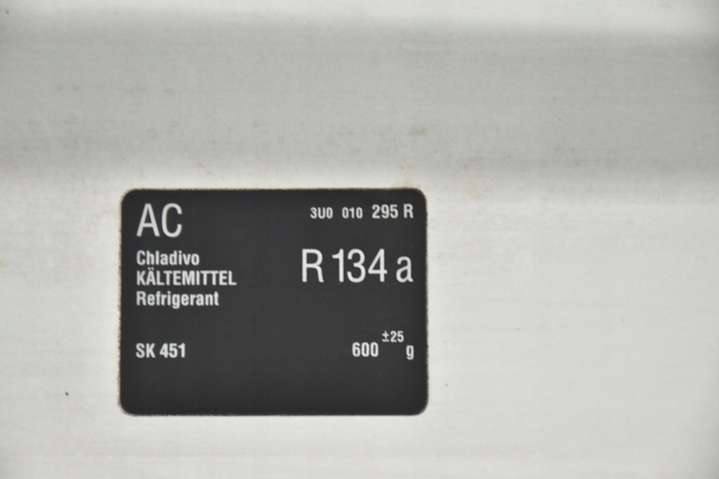 AC 3U0 010 295 R
Chladivo
KÄLTEMITTEL R 134 a
Refrigerant
SK 451 600 ±25 g